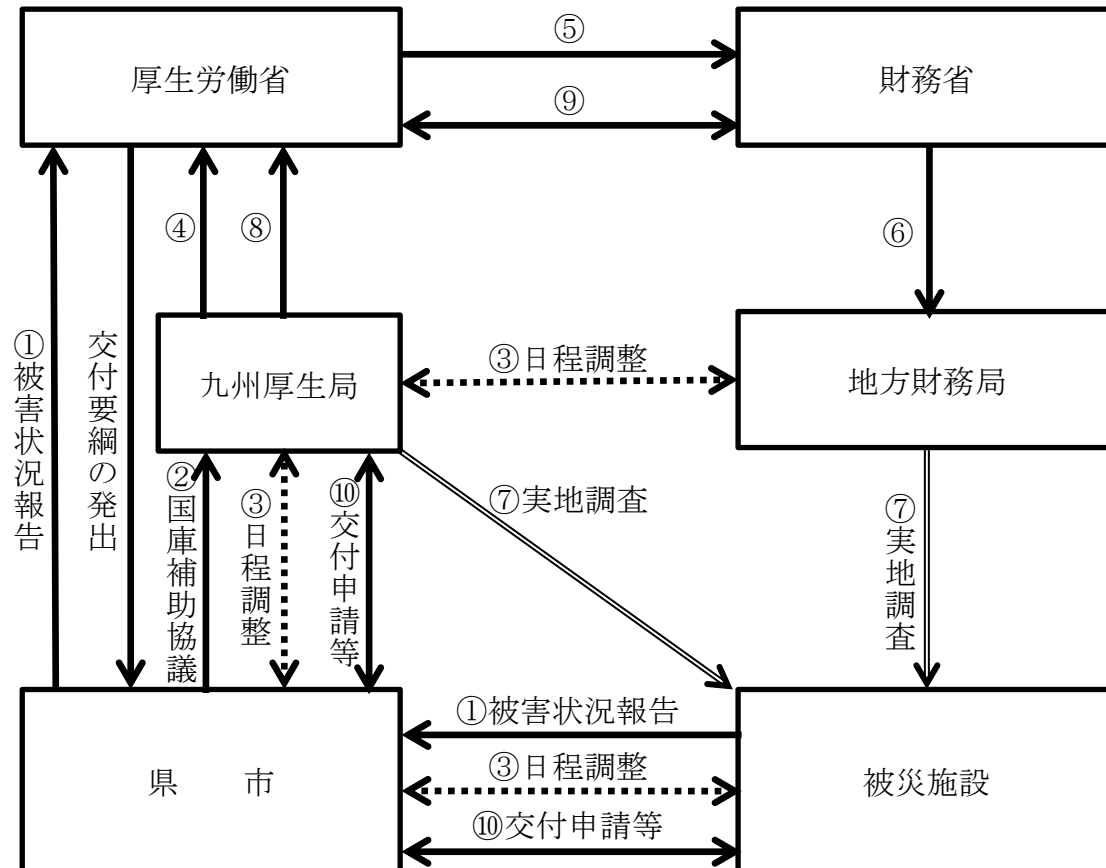 ⑤
厚生労働省
財務省
⑨
④
⑧
⑥
①被害状況報告
交付要綱の発出
九州厚生局
③日程調整
地方財務局
②国庫補助協議
③日程調整
⑩交付申請等
⑦実地調査
⑦実地調査
県　市
①被害状況報告
③日程調整
⑩交付申請等
被災施設